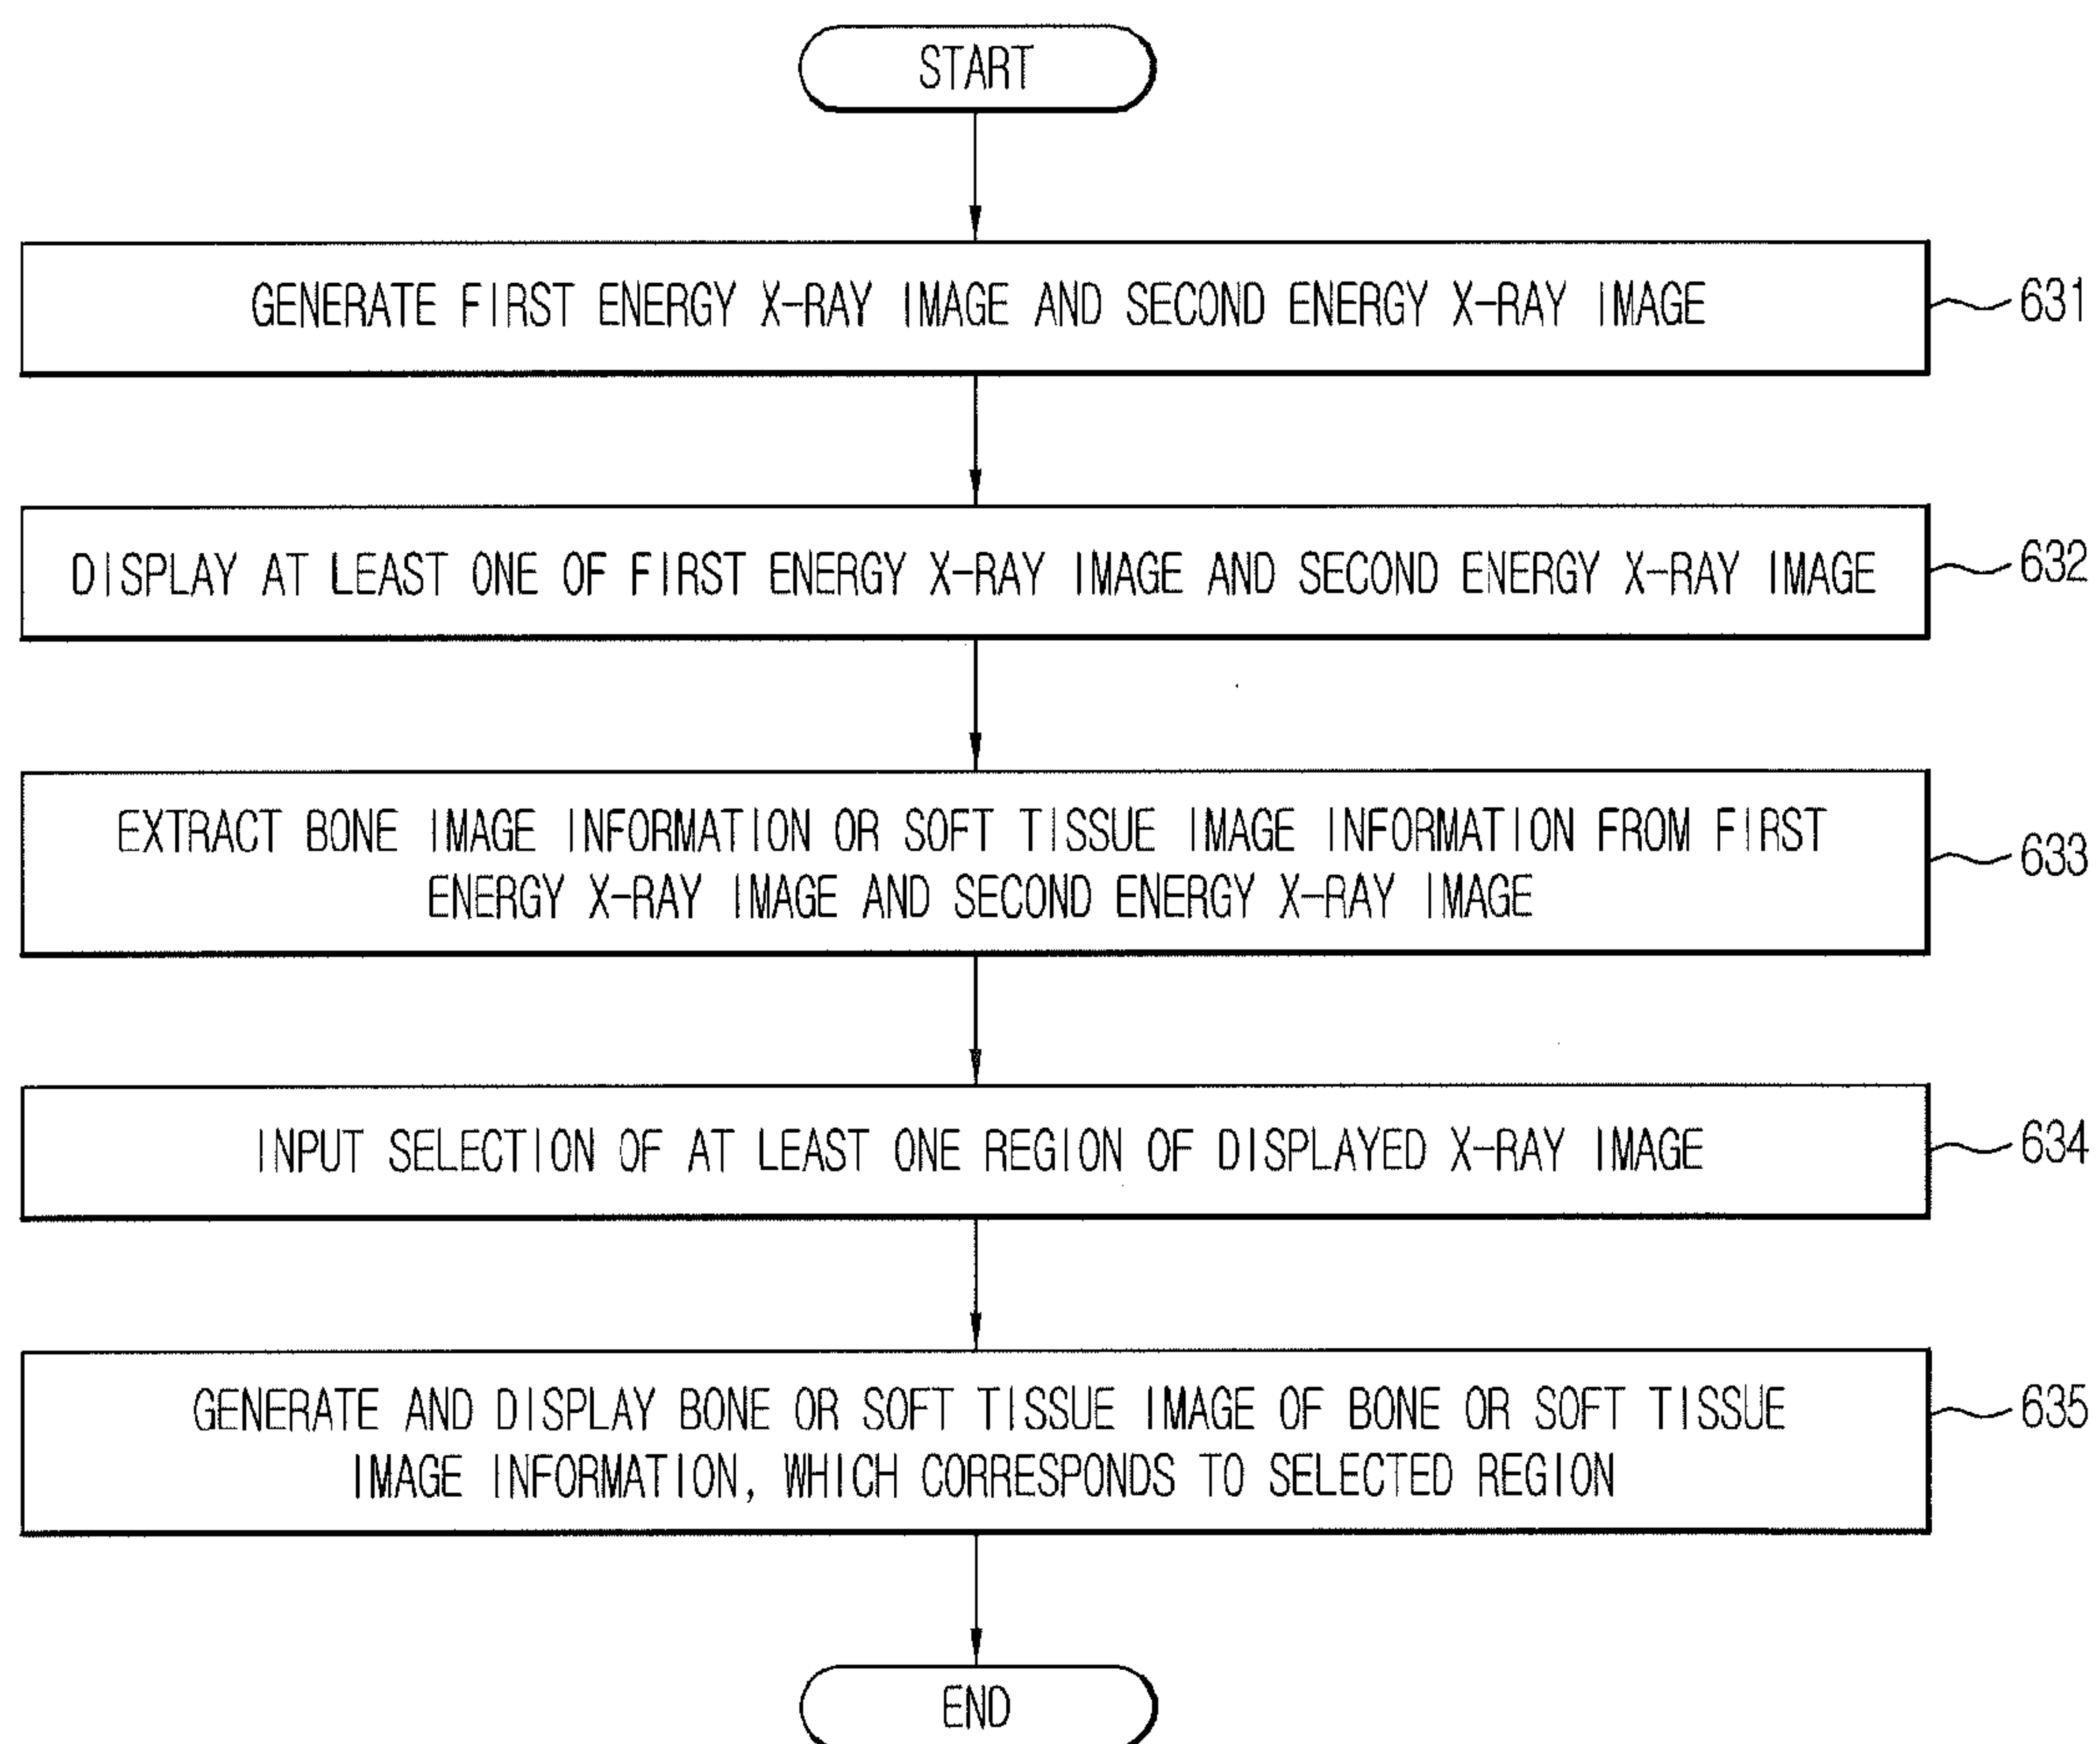 START
GENERATE FIRST ENERGY X-RAY IMAGE AND SECOND ENERGY X-RAY IMAGE
631
DISPLAY AT LEAST ONE OF FIRST ENERGY X-RAY IMAGE AND SECOND ENERGY X-RAY IMAGE
632
EXTRACT BONE IMAGE INFORMATION OR SOFT TISSUE IMAGE INFORMATION FROM FIRST
ENERGY X-RAY IMAGE AND SECOND ENERGY X-RAY IMAGE
633
INPUT SELECTION OF AT LEAST ONE REGION OF DISPLAYED X-RAY IMAGE
634
GENERATE AND DISPLAY BONE OR SOFT TISSUE IMAGE OF BONE OR SOFT TISSUE
IMAGE INFORMATION, WHICH CORRESPONDS TO SELECTED REGION
635
END